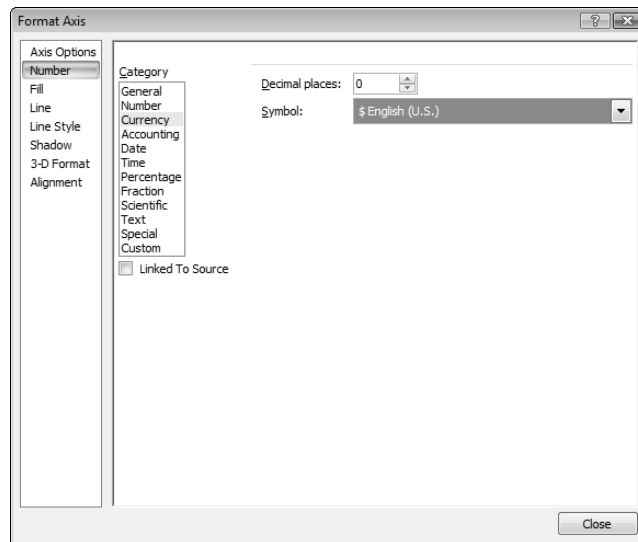 Format Axis
Axis Options
Number
Fill
Line
Line Style
Shadow
3-D Format
Alignment
Category
General
Number
Currency
Accounting
Date
Time
Percentage
Fraction
Scientific
Text
Special
Custom
Linked To Source
Decimal places: 0
Symbol: $ English (U.S.)
Close